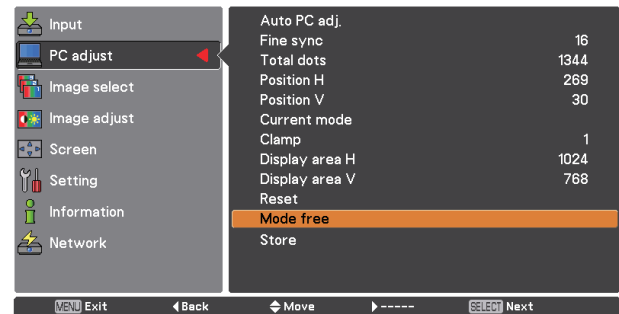 Input
PC adjust
Image select
Image adjust
Screen
Setting
Information
Network
Auto PC adj.
Fine sync 16
Total dots 1344
Position H 269
Position V 30
Current mode
Clamp 1
Display area H 1024
Display area V 768
Reset
Mode free
Store
MENU Exit Back Move ----- SELECT Next